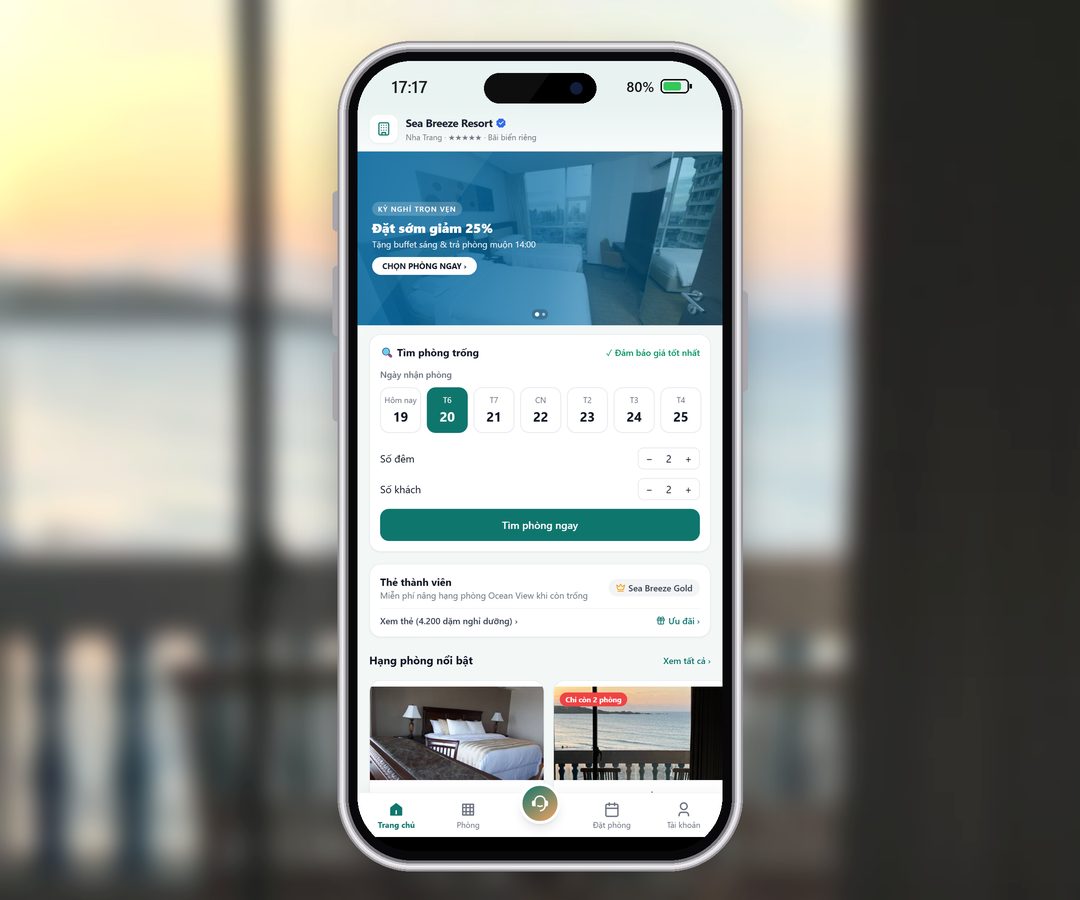 17:17
80%
Sea Breeze Resort
Nha Trang · ★★★★★ · Bãi biển riêng
KỲ NGHỈ TRỌN VẸN
Đặt sớm giảm 25%
Tặng buffet sáng & trả phòng muộn 14:00
CHỌN PHÒNG NGAY ›
🔍 Tìm phòng trống
✓ Đảm bảo giá tốt nhất
Ngày nhận phòng
Hôm nay T6 T7 CN T2 T3 T4
19 20 21 22 23 24 25
Số đêm − 2 +
Số khách − 2 +
Tìm phòng ngay
Thẻ thành viên
Miễn phí nâng hạng phòng Ocean View khi còn trống
Sea Breeze Gold
Xem thẻ (4.200 dặm nghỉ dưỡng) ›
Ưu đãi ›
Hạng phòng nổi bật
Xem tất cả ›
Chỉ còn 2 phòng
Trang chủ Phòng Đặt phòng Tài khoản